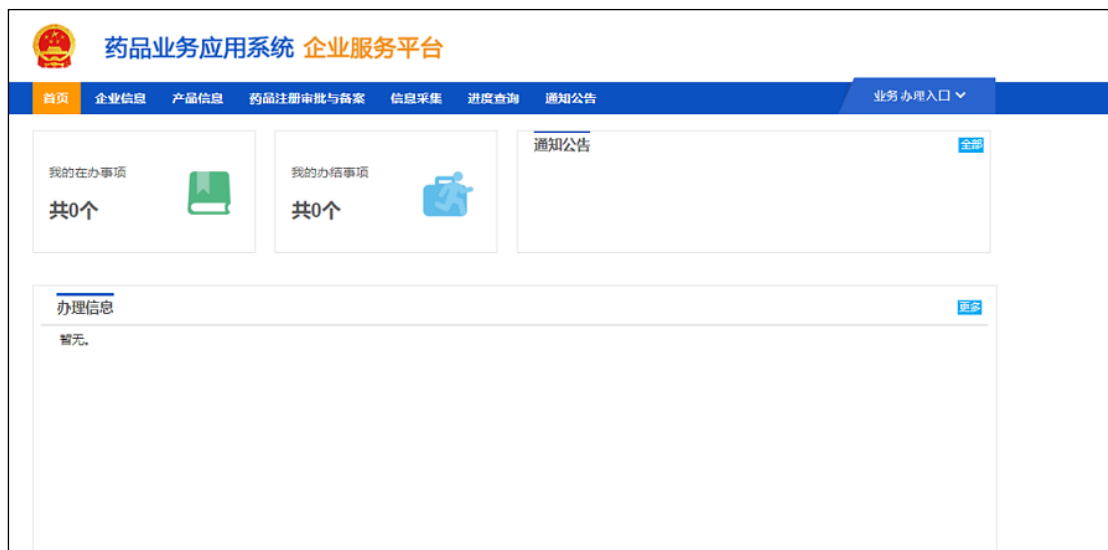 药品业务应用系统 企业服务平台
首页 企业信息 产品信息 药品注册审批与备案 信息采集 进度查询 通知公告 业务办理入口
我的在办事项
共0个
我的办结事项
共0个
通知公告 全部
办理信息 更多
暂无。